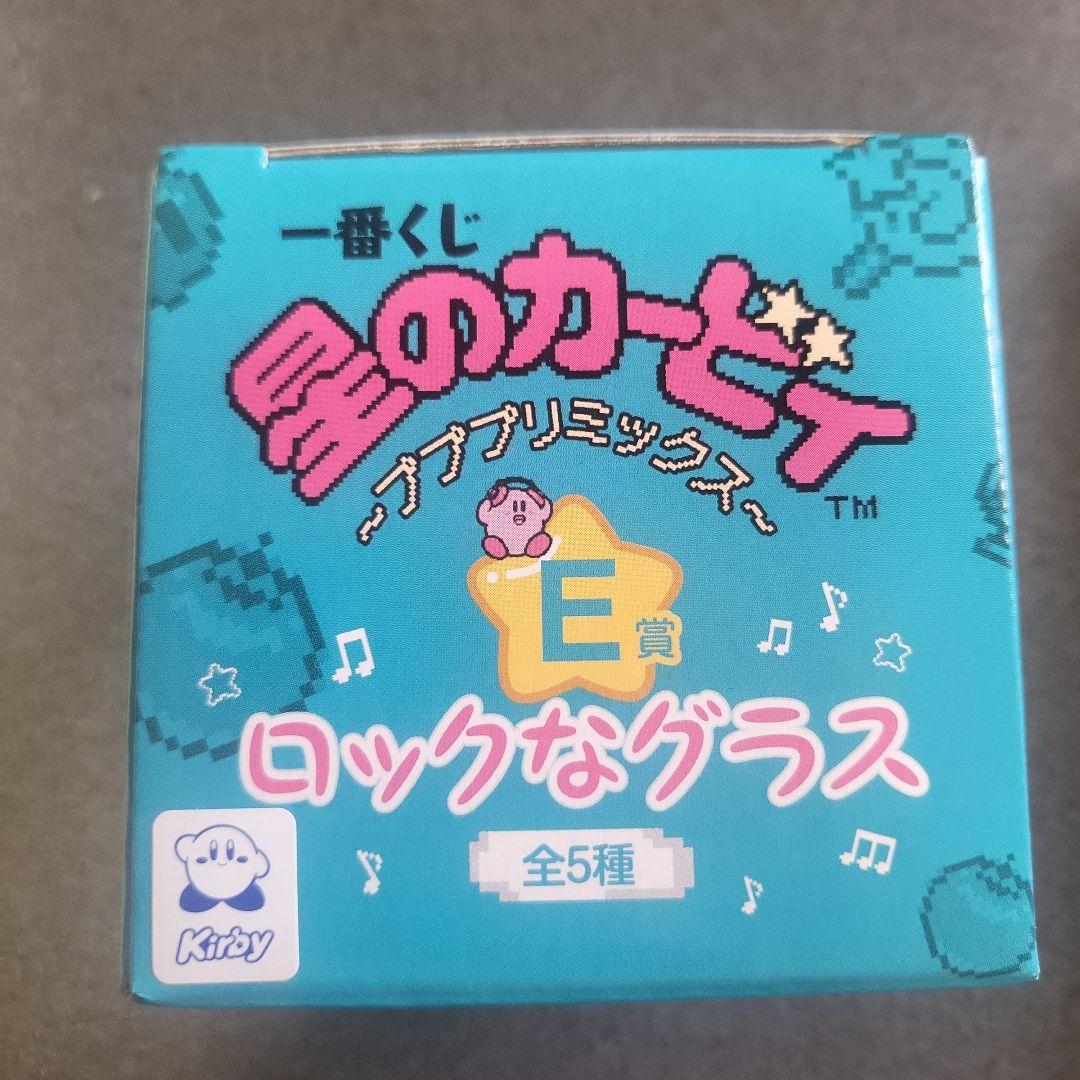 一番くじ
星のカービィ
～プププリミックス～
TM
E賞
ロックなグラス
全5種
Kirby